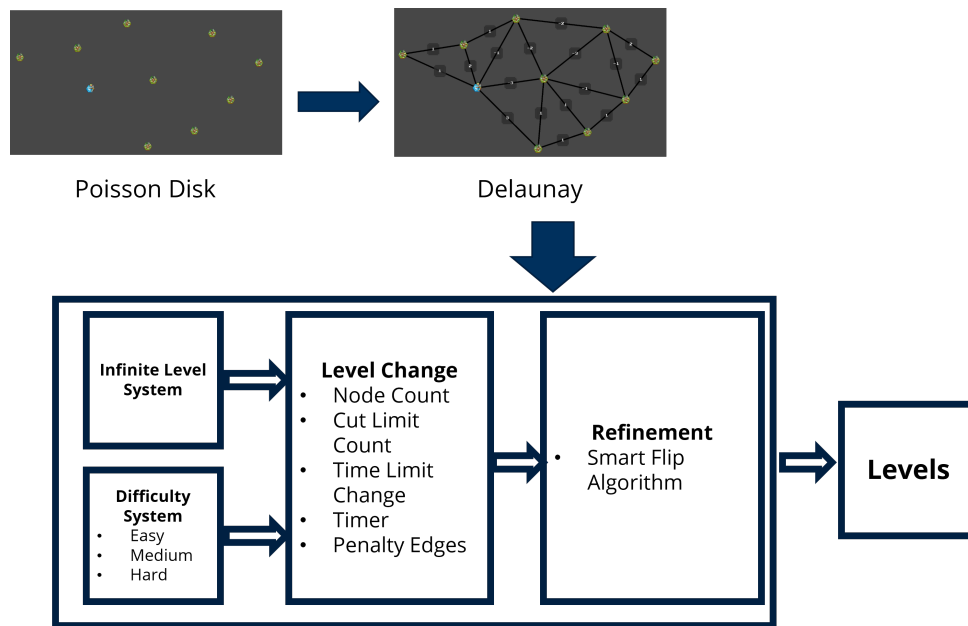 Poisson Disk
Delaunay
Infinite Level
System
Difficulty
System
• Easy
• Medium
• Hard
Level Change
• Node Count
• Cut Limit
Count
• Time Limit
Change
• Timer
• Penalty Edges
Refinement
• Smart Flip
Algorithm
Levels